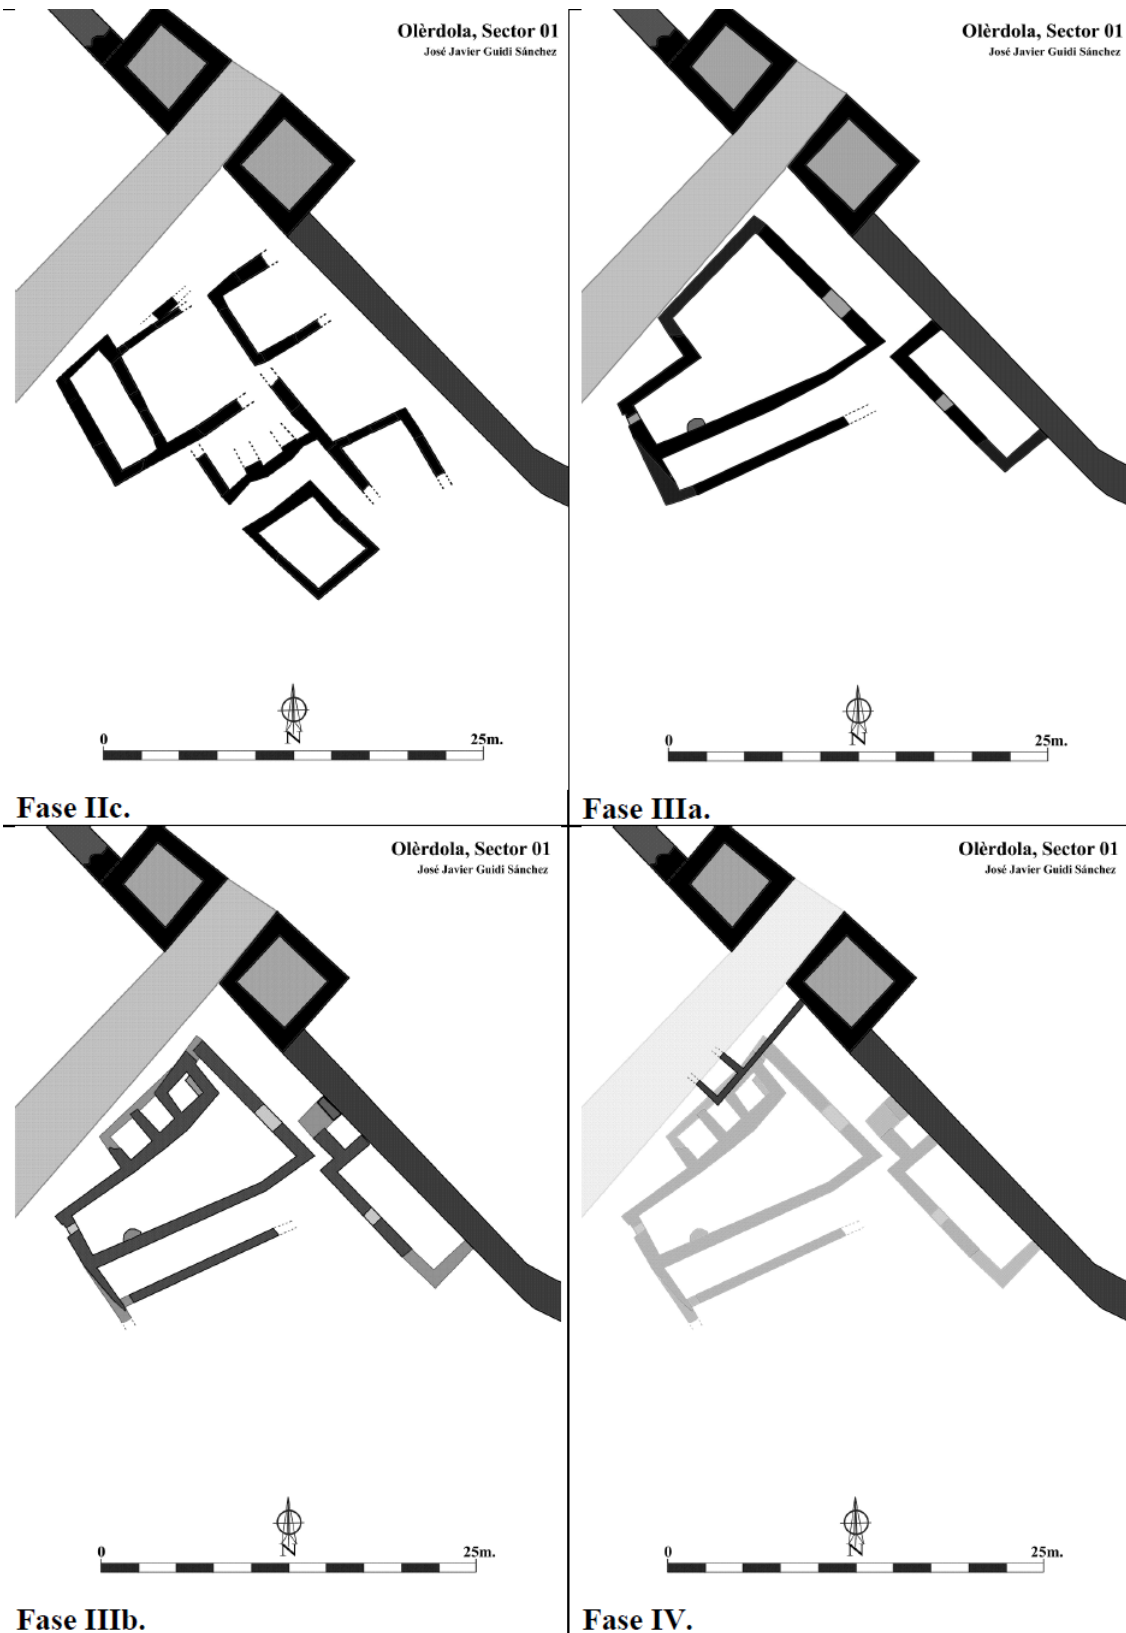 Olèrdola, Sector 01
José Javier Guidi Sánchez
N
0 25m.
Fase IIc.
Olèrdola, Sector 01
José Javier Guidi Sánchez
N
0 25m.
Fase IIIa.
Olèrdola, Sector 01
José Javier Guidi Sánchez
N
0 25m.
Fase IIIb.
Olèrdola, Sector 01
José Javier Guidi Sánchez
N
0 25m.
Fase IV.